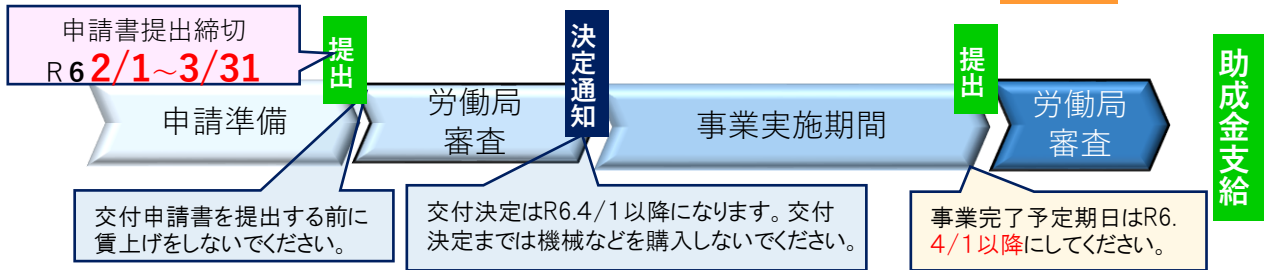 申請書提出締切
R6 2/1～3/31
提出
決定通知
提出
助成金支給
申請準備
労働局
審査
事業実施期間
労働局
審査
交付申請書を提出する前に
賃上げをしないでください。
交付決定はR6.4/1以降になります。交付
決定までは機械などを購入しないでください。
事業完了予定期日はR6.
4/1以降にしてください。